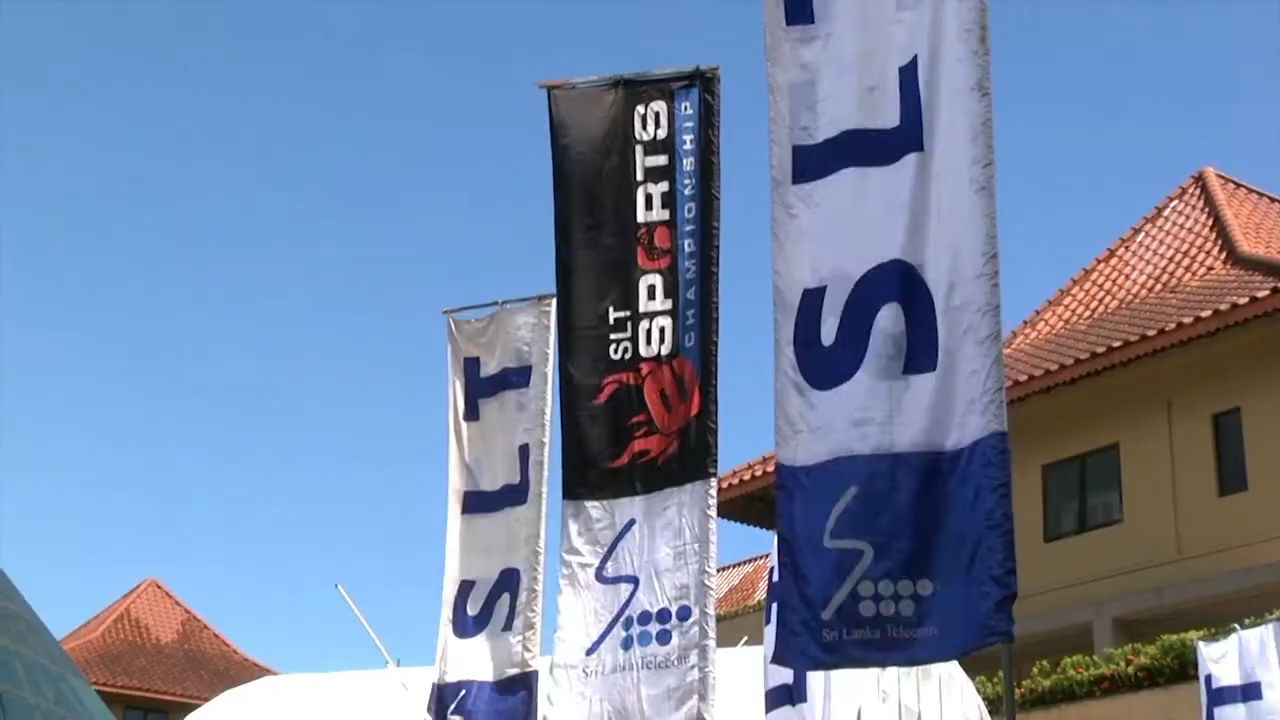 SLT
SLT
SPORTS
CHAMPIONSHIP
Sri Lanka Telecom
SLT
Sri Lanka Telecom